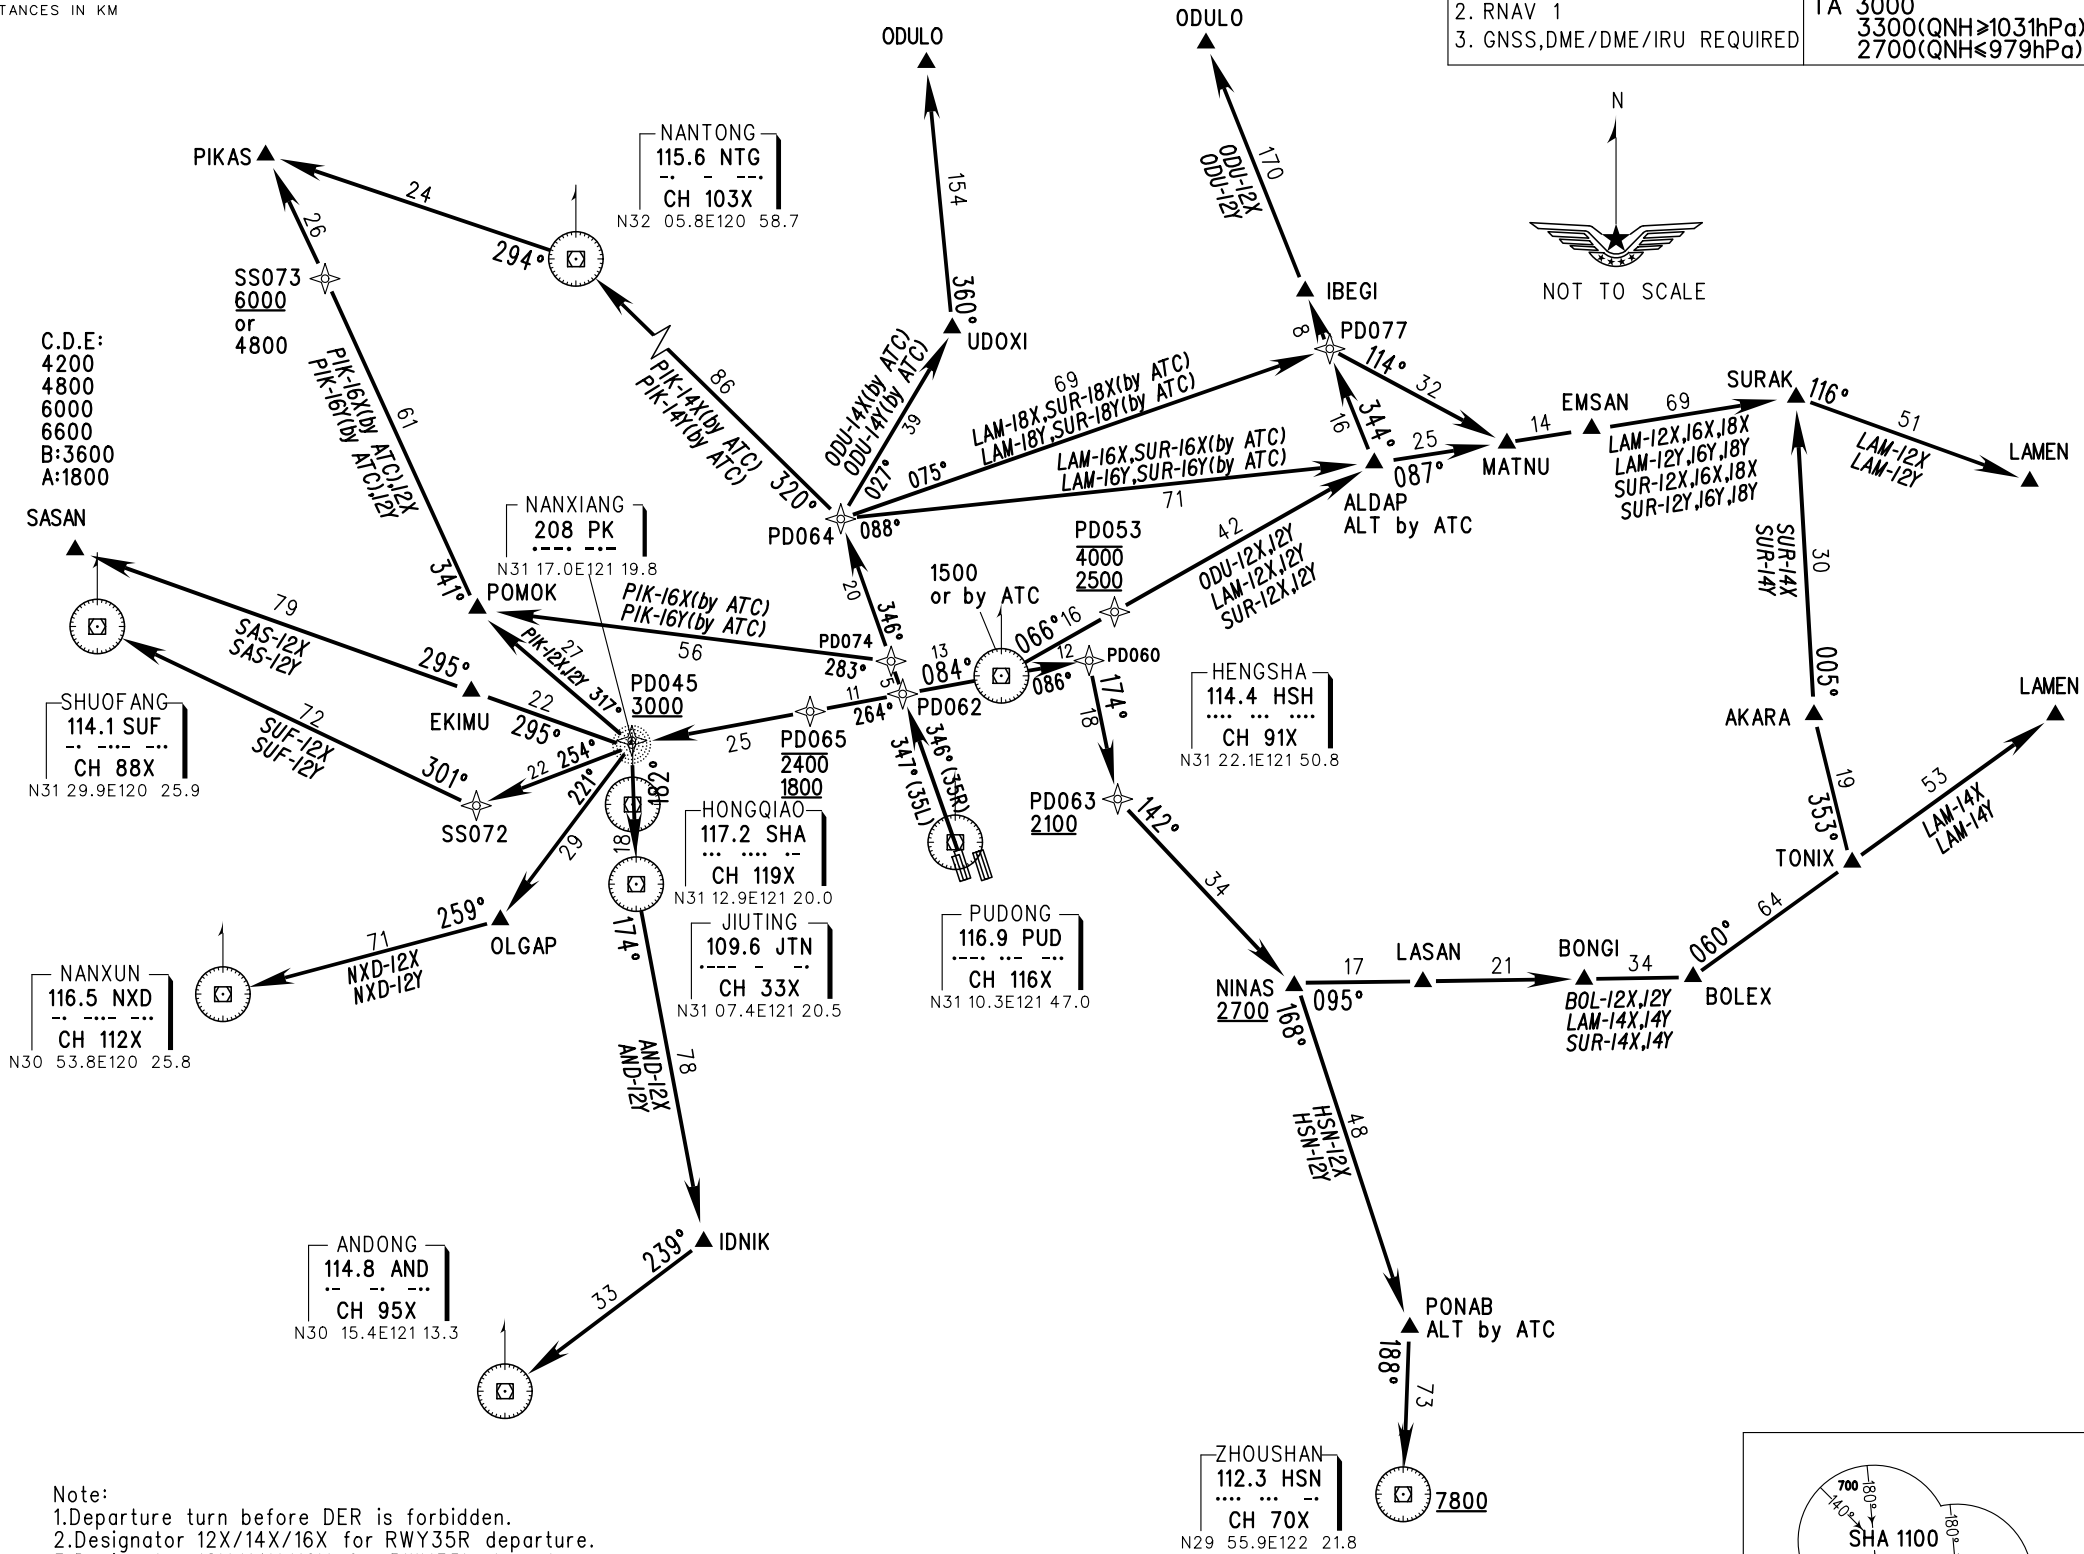 TANCES IN KM
2. RNAV 1
3. GNSS,DME/DME/IRU REQUIRED
TA 3000
3300(QNH≥1031hPa)
2700(QNH≤979hPa)
N
NOT TO SCALE
ODULO
ODULO
PIKAS
24
26
294°
NANTONG
115.6 NTG
-· - --·
CH 103X
N32 05.8E120 58.7
154
360°
UDOXI
170
ODU-12X
ODU-12Y
IBEGI
8
PD077
114°
32
SS073
6000
or
4800
C.D.E:
4200
4800
6000
6600
B:3600
A:1800
PIK-16X(by ATC),12X
PIK-16Y(by ATC),12Y
61
341°
86
PIK-14X(by ATC)
PIK-14Y(by ATC)
320°
ODU-14X(by ATC)
ODU-14Y(by ATC)
39
027°
69
LAM-18X,SUR-18X(by ATC)
LAM-18Y,SUR-18Y(by ATC)
075°
LAM-16X,SUR-16X(by ATC)
LAM-16Y,SUR-16Y(by ATC)
71
088°
PD064
16
344°
25
087°
ALDAP
ALT by ATC
MATNU
14
EMSAN
69
LAM-12X,16X,18X
LAM-12Y,16Y,18Y
SUR-12X,16X,18X
SUR-12Y,16Y,18Y
SURAK
116°
51
LAM-12X
LAM-12Y
LAMEN
SASAN
NANXIANG
208 PK
·--· -·-
N31 17.0E121 19.8
POMOK
PIK-16X(by ATC)
PIK-16Y(by ATC)
56
283°
PD074
20
346°
5
1500
or by ATC
PD053
4000
2500
42
ODU-12X,12Y
LAM-12X,12Y
SUR-12X,12Y
066°
16
13
084°
12
086°
PD060
PD062
11
264°
PD065
2400
1800
25
PD045
3000
27
PIK-12X,12Y 317°
79
SAS-12X
SAS-12Y
295°
EKIMU
22
295°
SHUOFANG
114.1 SUF
·· ··- ··-·
CH 88X
N31 29.9E120 25.9
72
SUF-12X
SUF-12Y
301°
SS072
22
254°
221°
29
182°
18
HONGQIAO
117.2 SHA
··· ···· ·-
CH 119X
N31 12.9E121 20.0
JIUTING
109.6 JTN
·--- - -·
CH 33X
N31 07.4E121 20.5
346°(35R)
347°(35L)
PUDONG
116.9 PUD
·--· ··- -··
CH 116X
N31 10.3E121 47.0
HENGSHA
114.4 HSH
···· ··· ····
CH 91X
N31 22.1E121 50.8
174°
18
PD063
2100
142°
34
NINAS
2700
095°
17
LASAN
21
BONGI
34
BOL-12X,12Y
LAM-14X,14Y
SUR-14X,14Y
BOLEX
060°
64
TONIX
353°
19
AKARA
005°
30
SUR-14X
SUR-14Y
53
LAM-14X
LAM-14Y
LAMEN
259°
OLGAP
71
NXD-12X
NXD-12Y
NANXUN
116.5 NXD
-· -··- -··
CH 112X
N30 53.8E120 25.8
174°
78
AND-12X
AND-12Y
IDNIK
239°
33
ANDONG
114.8 AND
·- -· -··
CH 95X
N30 15.4E121 13.3
168°
48
HSN-12X
HSN-12Y
PONAB
ALT by ATC
188°
73
ZHOUSHAN
112.3 HSN
···· ··· -·
CH 70X
N29 55.9E122 21.8
7800
Note:
1.Departure turn before DER is forbidden.
2.Designator 12X/14X/16X for RWY35R departure.
700
140°
180°
180°
SHA 1100